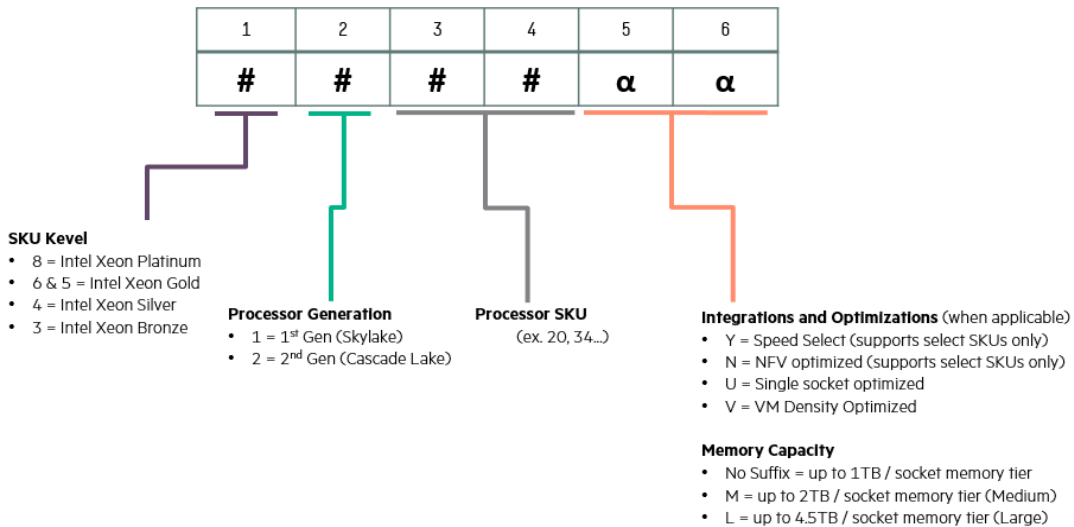 1 2 3 4 5 6
# # # # α α
SKU Kevel
• 8 = Intel Xeon Platinum
• 6 & 5 = Intel Xeon Gold
• 4 = Intel Xeon Silver
• 3 = Intel Xeon Bronze
Processor Generation
• 1 = 1st Gen (Skylake)
• 2 = 2nd Gen (Cascade Lake)
Processor SKU
(ex. 20, 34...)
Integrations and Optimizations (when applicable)
• Y = Speed Select (supports select SKUs only)
• N = NFV optimized (supports select SKUs only)
• U = Single socket optimized
• V = VM Density Optimized
Memory Capacity
• No Suffix = up to 1TB / socket memory tier
• M = up to 2TB / socket memory tier (Medium)
• L = up to 4.5TB / socket memory tier (Large)